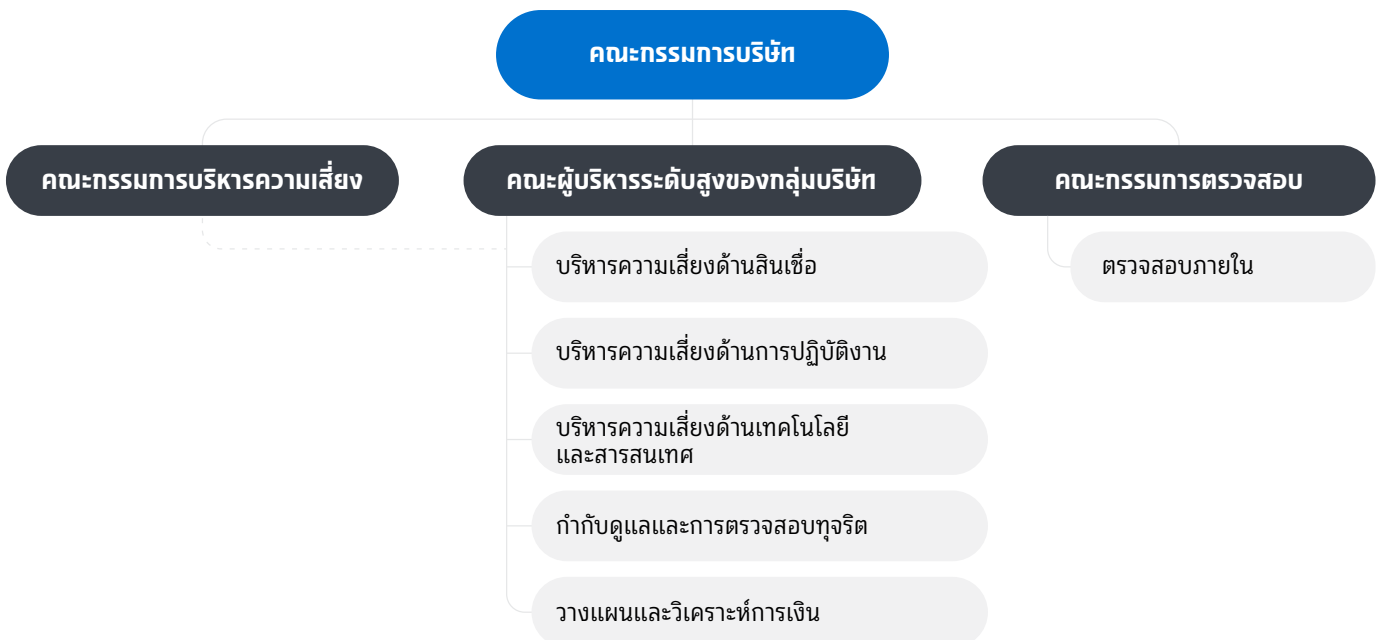 คณะกรรมการบริษัท
คณะกรรมการบริหารความเสี่ยง
คณะผู้บริหารระดับสูงของกลุ่มบริษัท
คณะกรรมการตรวจสอบ
บริหารความเสี่ยงด้านสินเชื่อ
ตรวจสอบภายใน
บริหารความเสี่ยงด้านการปฏิบัติงาน
บริหารความเสี่ยงด้านเทคโนโลยี
และสารสนเทศ
กำกับดูแลและการตรวจสอบทุจริต
วางแผนและวิเคราะห์การเงิน